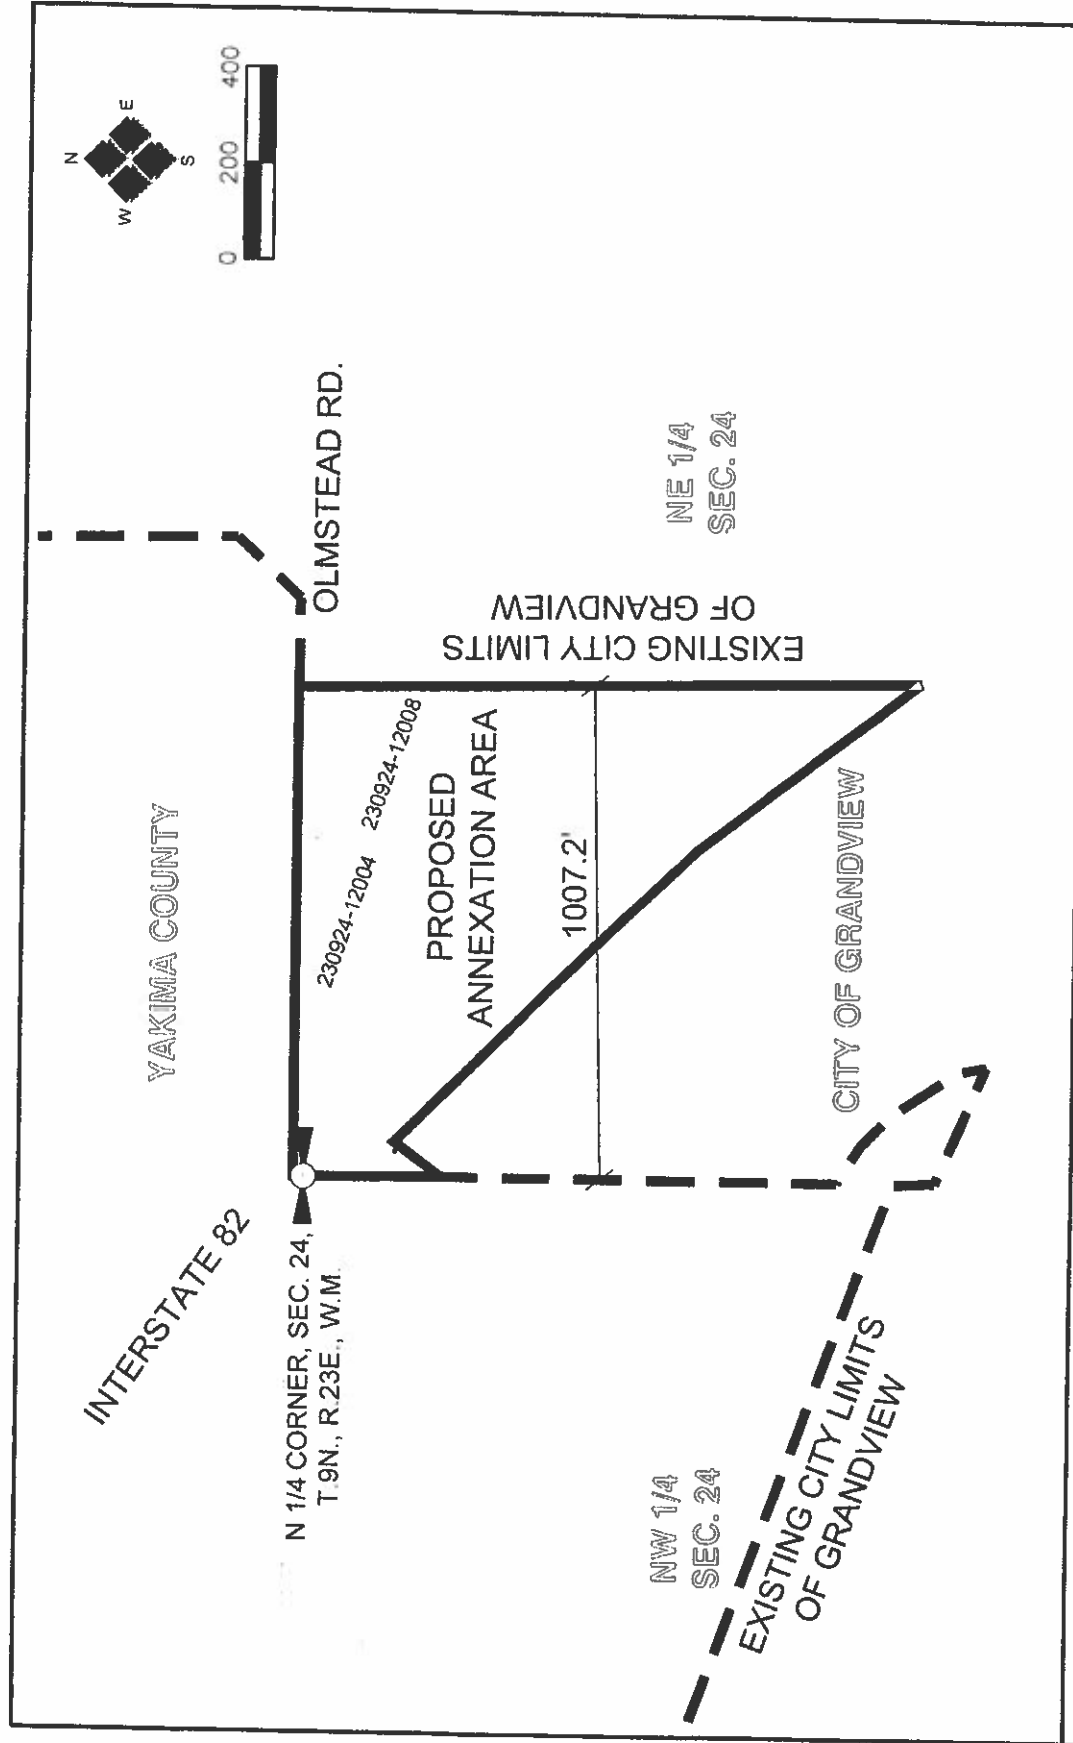 N
W E
S
0 200 400
YAKIMA COUNTY
INTERSTATE 82
N 1/4 CORNER, SEC. 24,
T.9N., R.23E., W.M.
OLMSTEAD RD.
230924-12004 230924-12008
PROPOSED
ANNEXATION AREA
1007.2'
EXISTING CITY LIMITS
OF GRANDVIEW
NE 1/4
SEC. 24
NW 1/4
SEC. 24
CITY OF GRANDVIEW
EXISTING CITY LIMITS
OF GRANDVIEW